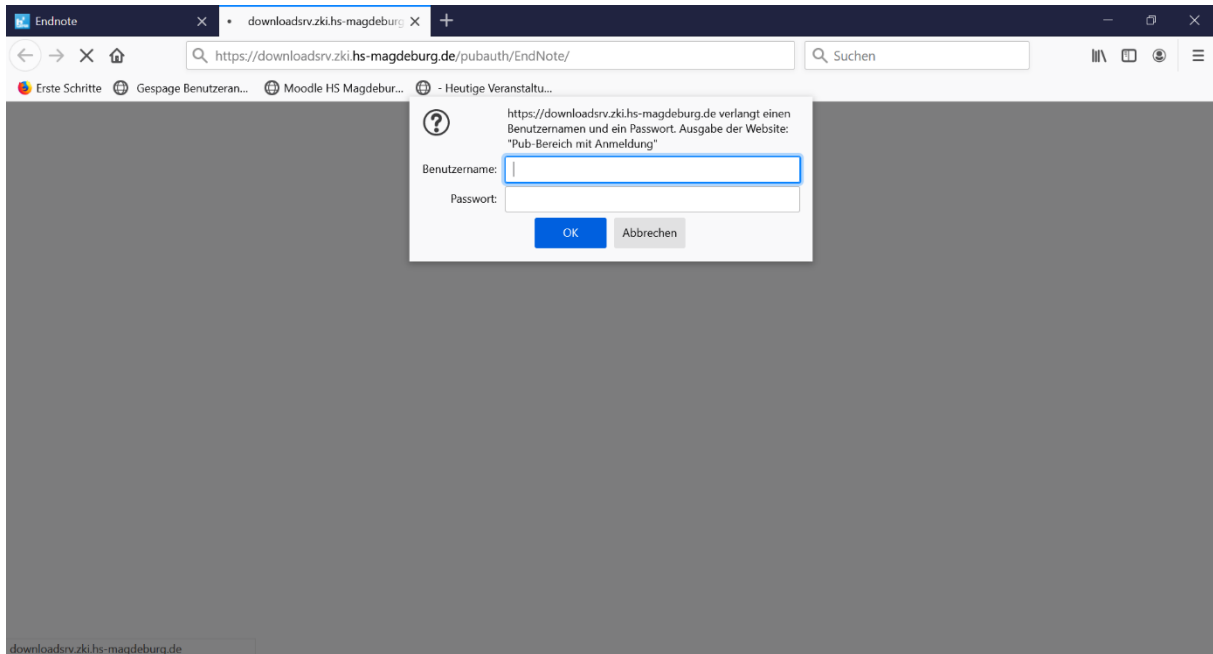 Endnote
downloadsrv.zki.hs-magdeburg
https://downloadsrv.zki.hs-magdeburg.de/pubauth/EndNote/
Suchen
Erste Schritte Gespage Benutzeran... Moodle HS Magdebur... - Heutige Veranstaltu...
https://downloadsrv.zki.hs-magdeburg.de verlangt einen
Benutzernamen und ein Passwort. Ausgabe der Website:
"Pub-Bereich mit Anmeldung"
Benutzername:
Passwort:
OK Abbrechen
downloadsrv.zki.hs-magdeburg.de